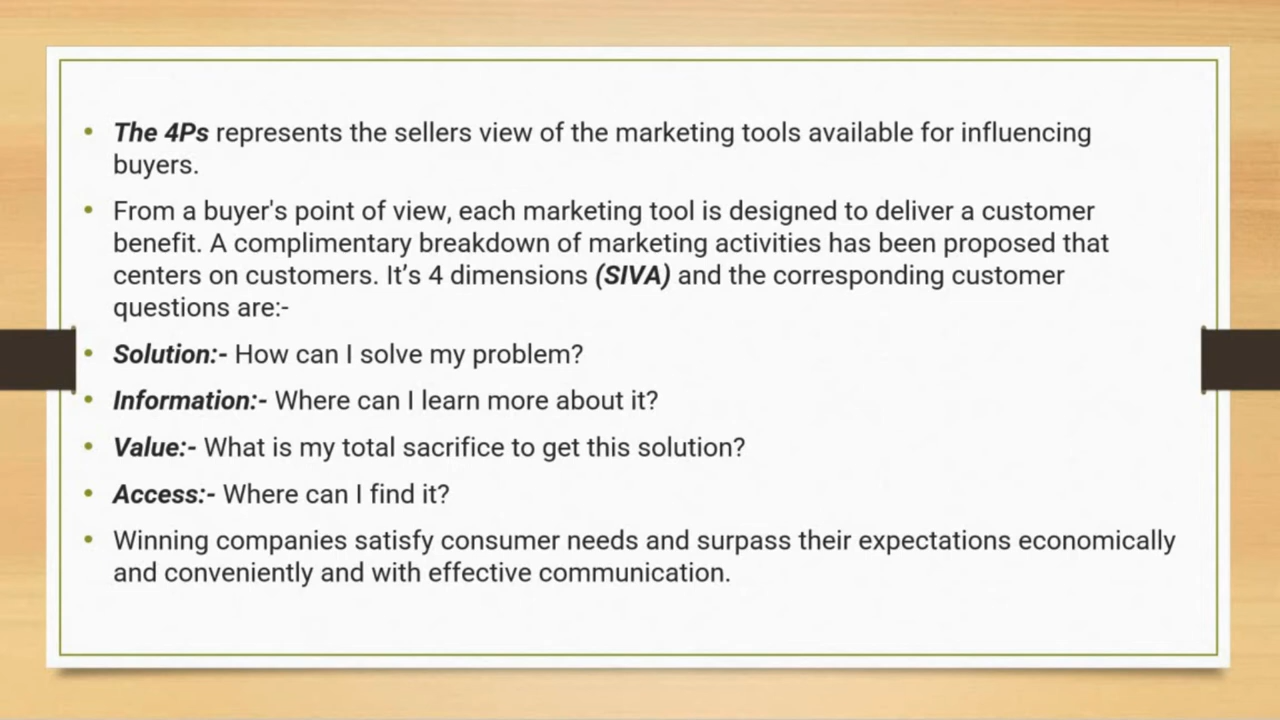 • The 4Ps represents the sellers view of the marketing tools available for influencing
buyers.
• From a buyer's point of view, each marketing tool is designed to deliver a customer
benefit. A complimentary breakdown of marketing activities has been proposed that
centers on customers. It’s 4 dimensions (SIVA) and the corresponding customer
questions are:-
• Solution:- How can I solve my problem?
• Information:- Where can I learn more about it?
• Value:- What is my total sacrifice to get this solution?
• Access:- Where can I find it?
• Winning companies satisfy consumer needs and surpass their expectations economically
and conveniently and with effective communication.